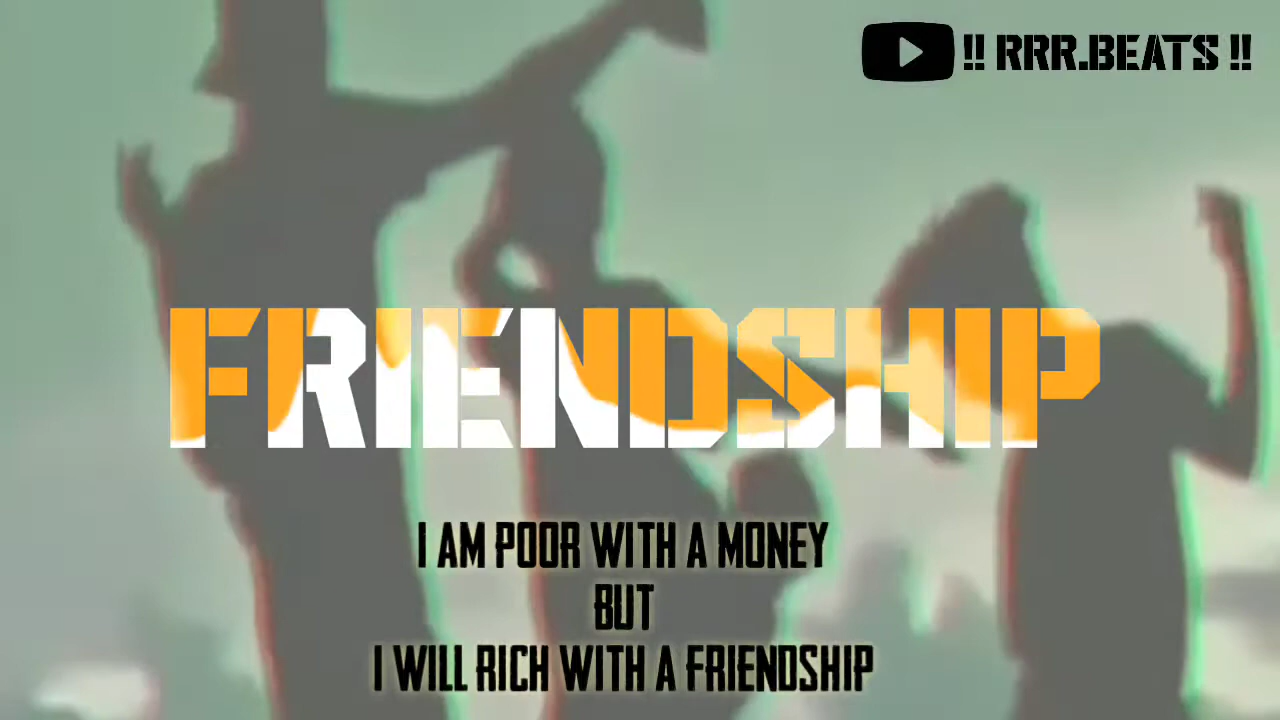 !! RRR.BEATS !!
FRIENDSHIP
I AM POOR WITH A MONEY
BUT
I WILL RICH WITH A FRIENDSHIP